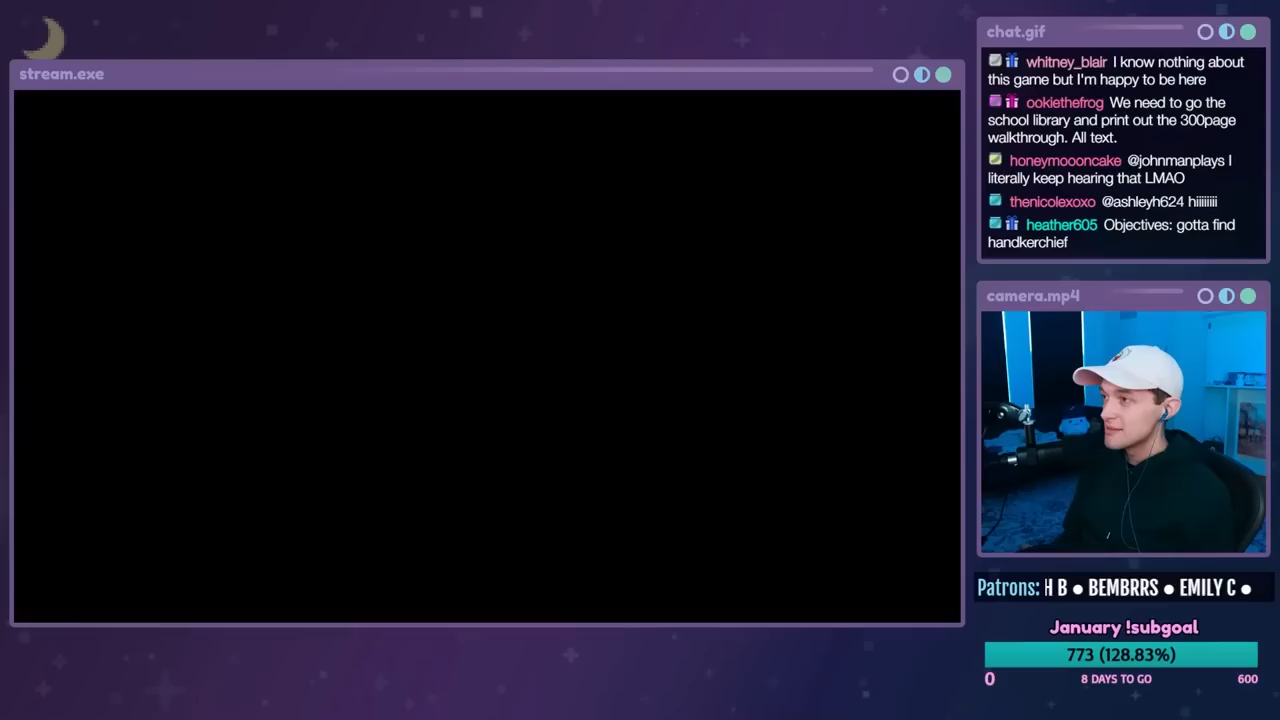 stream.exe
chat.gif
whitney_blair I know nothing about
this game but I'm happy to be here
ookiethefrog We need to go the
school library and print out the 300page
walkthrough. All text.
honeymoooncake @johnmanplays I
literally keep hearing that LMAO
thenicolexoxo @ashleyh624 hiiiiiiii
heather605 Objectives: gotta find
handkerchief
camera.mp4
Patrons: H B ● BEMBRRS ● EMILY C ●
January !subgoal
773 (128.83%)
0 8 DAYS TO GO 600